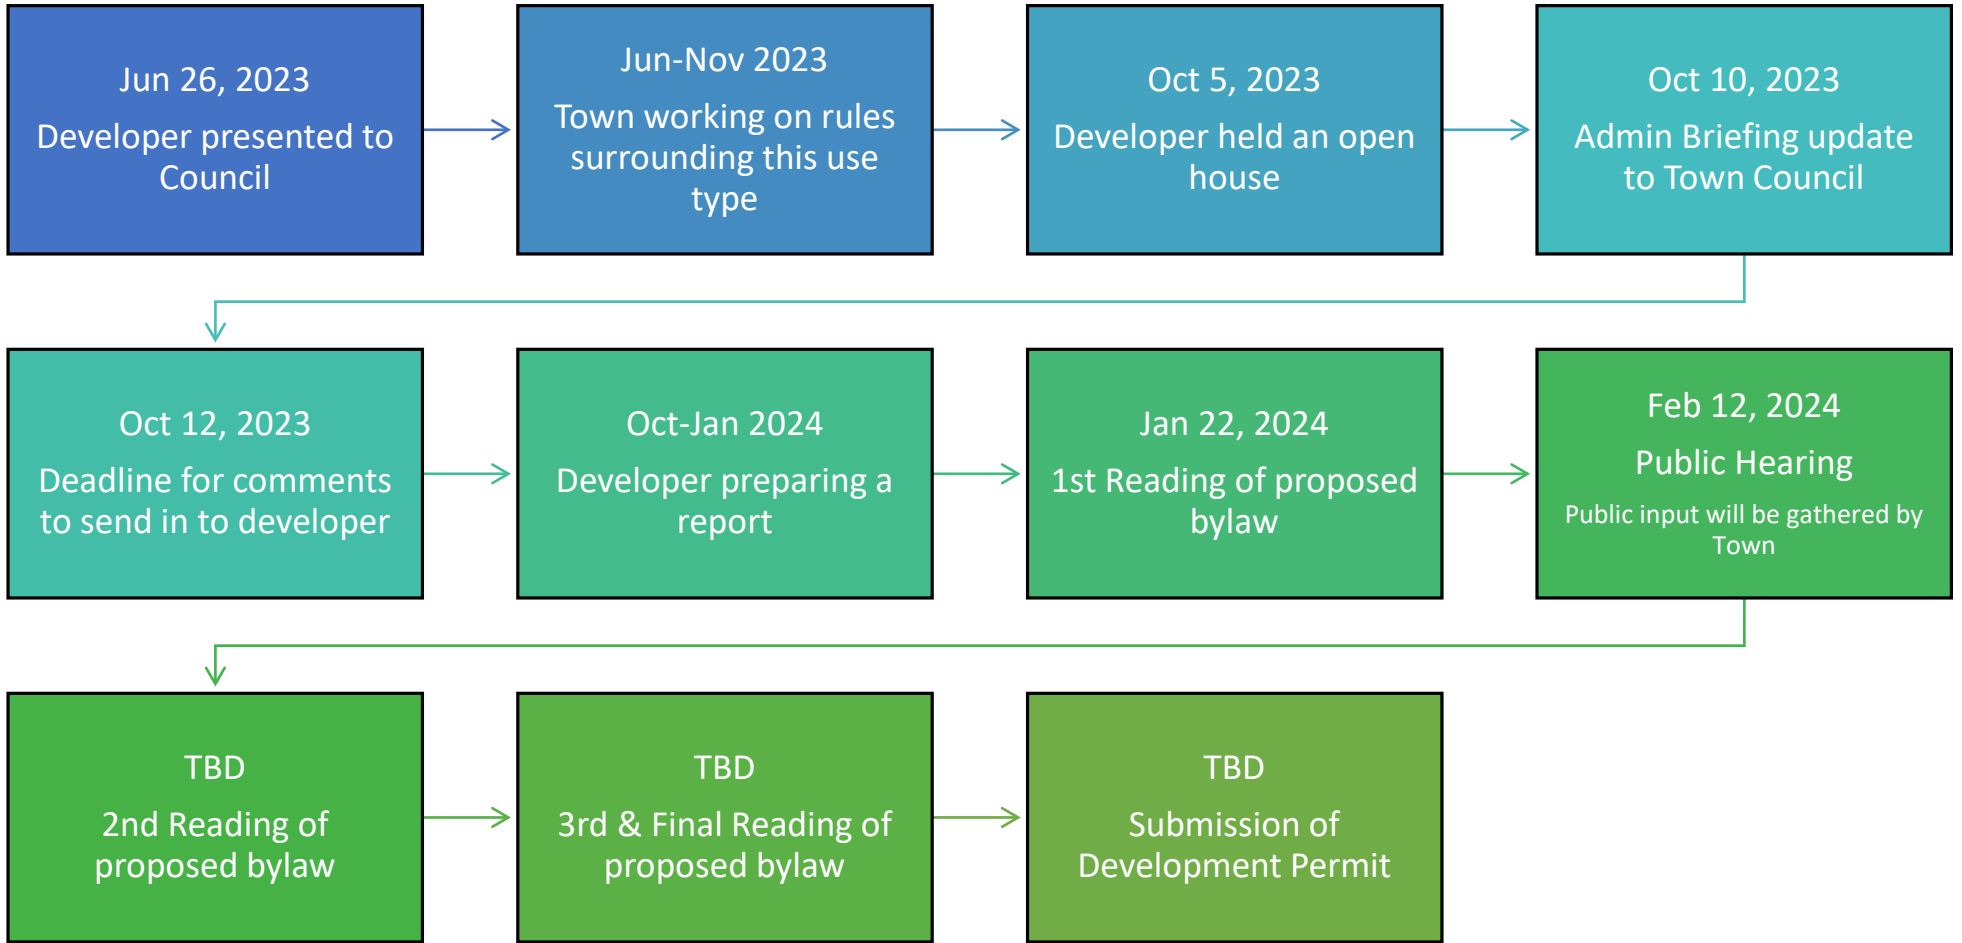 Jun 26, 2023
Developer presented to
Council
Jun-Nov 2023
Town working on rules
surrounding this use
type
Oct 5, 2023
Developer held an open
house
Oct 10, 2023
Admin Briefing update
to Town Council
Oct 12, 2023
Deadline for comments
to send in to developer
Oct-Jan 2024
Developer preparing a
report
Jan 22, 2024
1st Reading of proposed
bylaw
Feb 12, 2024
Public Hearing
Public input will be gathered by
Town
TBD
2nd Reading of
proposed bylaw
TBD
3rd & Final Reading of
proposed bylaw
TBD
Submission of
Development Permit